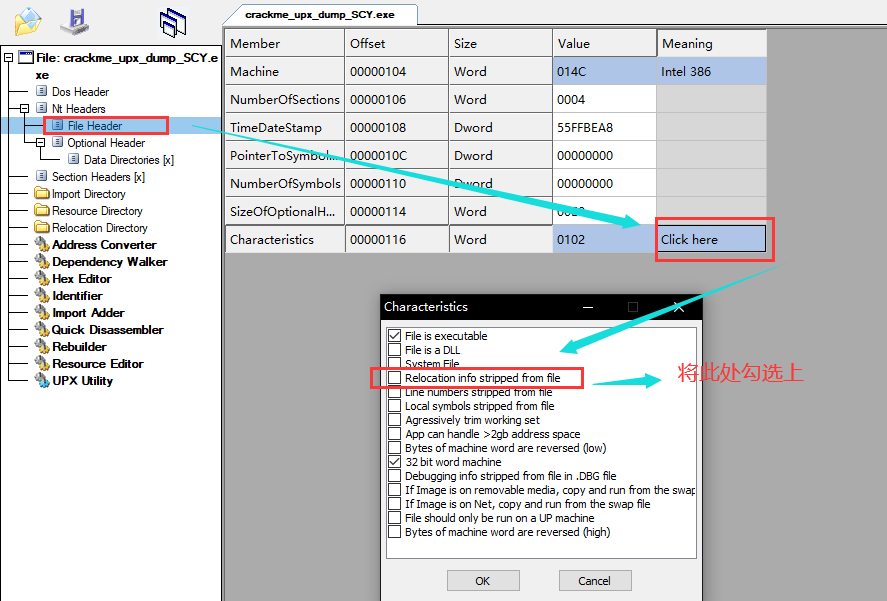 crackme_upx_dump_SCY.exe
File: crackme_upx_dump_SCY.e
xe
Dos Header
Nt Headers
File Header
Optional Header
Data Directories [x]
Section Headers [x]
Import Directory
Resource Directory
Relocation Directory
Address Converter
Dependency Walker
Hex Editor
Identifier
Import Adder
Quick Disassembler
Rebuilder
Resource Editor
UPX Utility
Member Offset Size Value Meaning
Machine 00000104 Word 014C Intel 386
NumberOfSections 00000106 Word 0004
TimeDateStamp 00000108 Dword 55FFBEA8
PointerToSymbol... 0000010C Dword 00000000
NumberOfSymbols 00000110 Dword 00000000
SizeOfOptionalH... 00000114 Word
Characteristics 00000116 Word 0102 Click here
Characteristics
File is executable
File is a DLL
System File
Relocation info stripped from file
将此处勾选上
Line numbers stripped from file
Local symbols stripped from file
Agressively trim working set
App can handle >2gb address space
Bytes of machine word are reversed (low)
32 bit word machine
Debugging info stripped from file in .DBG file
If Image is on removable media, copy and run from the swap
If Image is on Net, copy and run from the swap file
File should only be run on a UP machine
Bytes of machine word are reversed (high)
OK Cancel